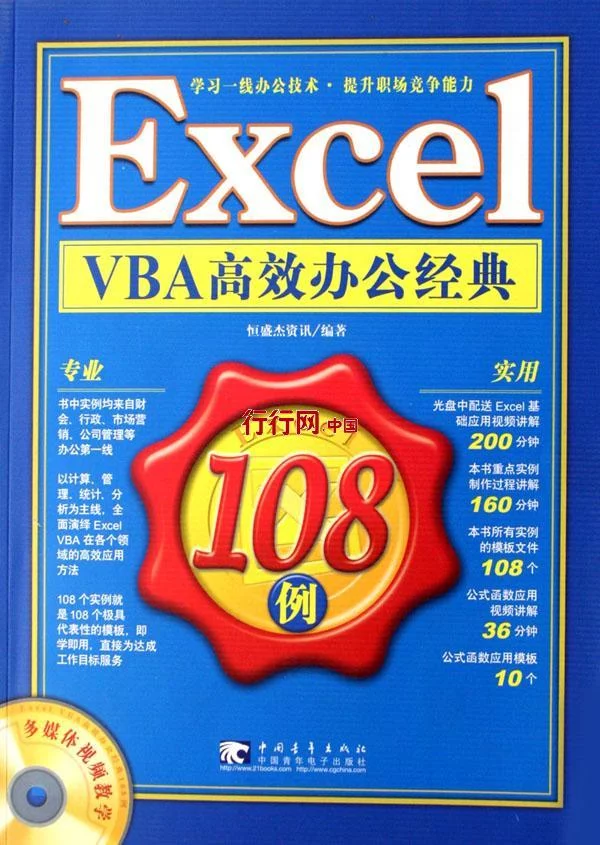 学习一线办公技术·提升职场竞争能力
Excel
VBA高效办公经典
恒盛杰资讯/编著
专业
书中实例均来自财
会、行政、市场营
销、公司管理等
办公第一线
以计算、管
理、统计、分
析为主线，全
面演绎 Excel
VBA 在各个领
域的高效应用
方法
108 个实例就
是 108 个极具
代表性的模板，即
学即用，直接为达成
工作目标服务
行行网.中国
108
例
实用
光盘中配送 Excel 基
础应用视频讲解
200 分钟
本书重点实例
制作过程讲解
160 分钟
本书所有实例
的模板文件
108 个
公式函数应用
视频讲解
36 分钟
公式函数应用模板
10 个
多媒体视频教学
中国青年出版社
中国青年电子出版社
http://www.21books.com http://www.cgchina.com